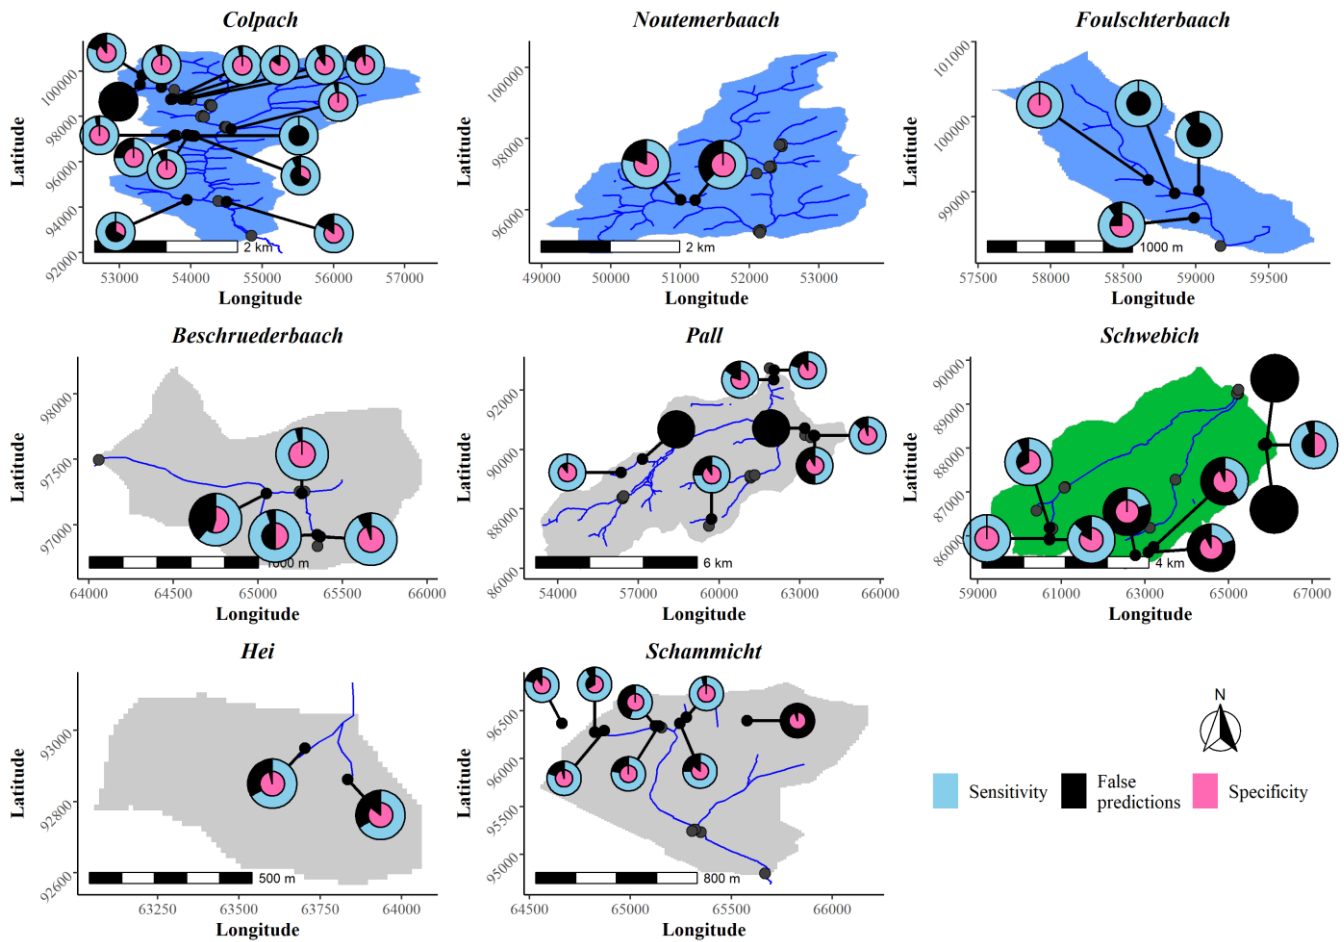 Colpach
Latitude
100000
98000
96000
94000
92000
2 km
53000
54000
55000
56000
57000
Longitude
Noutemerbaach
Latitude
100000
98000
96000
2 km
49000
50000
51000
52000
53000
Longitude
Foulschterbaach
Latitude
101000
100000
99000
1000 m
57500
58000
58500
59000
59500
Longitude
Beschruederbaach
Latitude
98000
97500
97000
1000 m
64000
64500
65000
65500
66000
Longitude
Pall
Latitude
92000
90000
88000
86000
6 km
54000
57000
60000
63000
66000
Longitude
Schwebich
Latitude
90000
89000
88000
87000
86000
4 km
59000
61000
63000
65000
67000
Longitude
Hei
Latitude
93000
92800
92600
500 m
63250
63500
63750
64000
Longitude
Schammicht
Latitude
96500
96000
95500
95000
800 m
64500
65000
65500
66000
Longitude
N
Sensitivity
False
predictions
Specificity